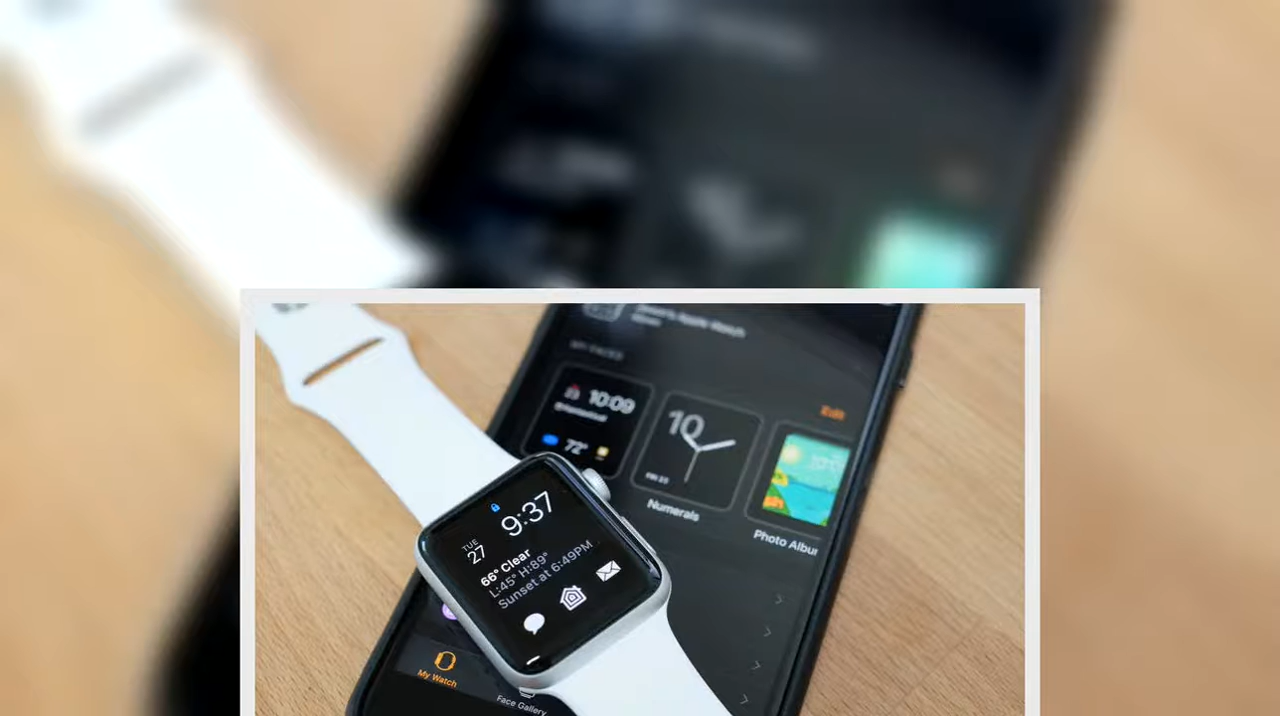 MY FACES
Edit
10:09
72°
10
Numerals
Photo Albu
9:37
TUE
27
66° Clear
L:45° H:89°
Sunset at 6:49PM
My Watch
Face Gallery